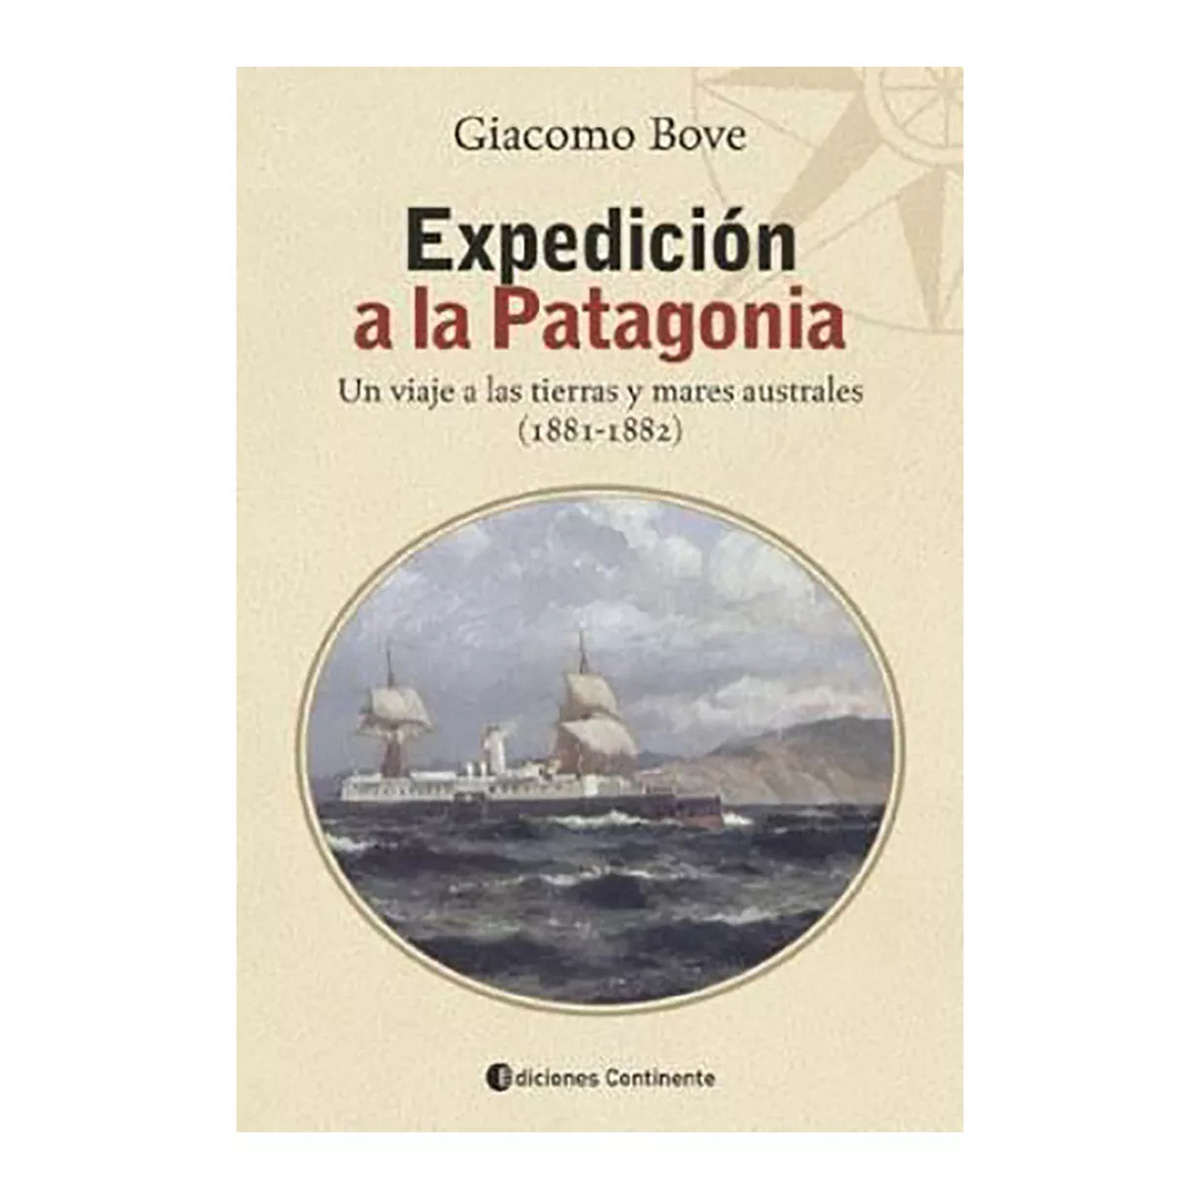 Giacomo Bove
Expedición
a la Patagonia
Un viaje a las tierras y mares australes
(1881-1882)
Ediciones Continente